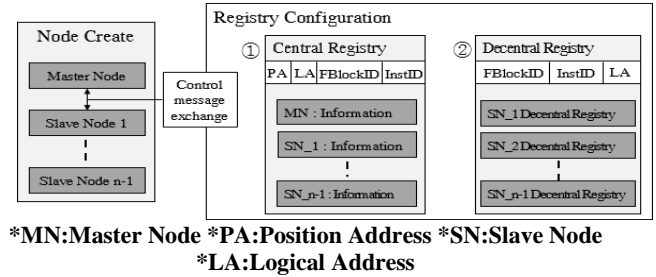 Registry Configuration
Node Create
Master Node
Slave Node 1
Slave Node n-1
Control
message
exchange
① Central Registry
PA LA FBlockID InstID
MN : Information
SN_1 : Information
SN_n-1 : Information
② Decentral Registry
FBlockID InstID LA
SN_1 Decentral Registry
SN_2 Decentral Registry
SN_n-1 Decentral Registry
*MN:Master Node *PA:Position Address *SN:Slave Node
*LA:Logical Address